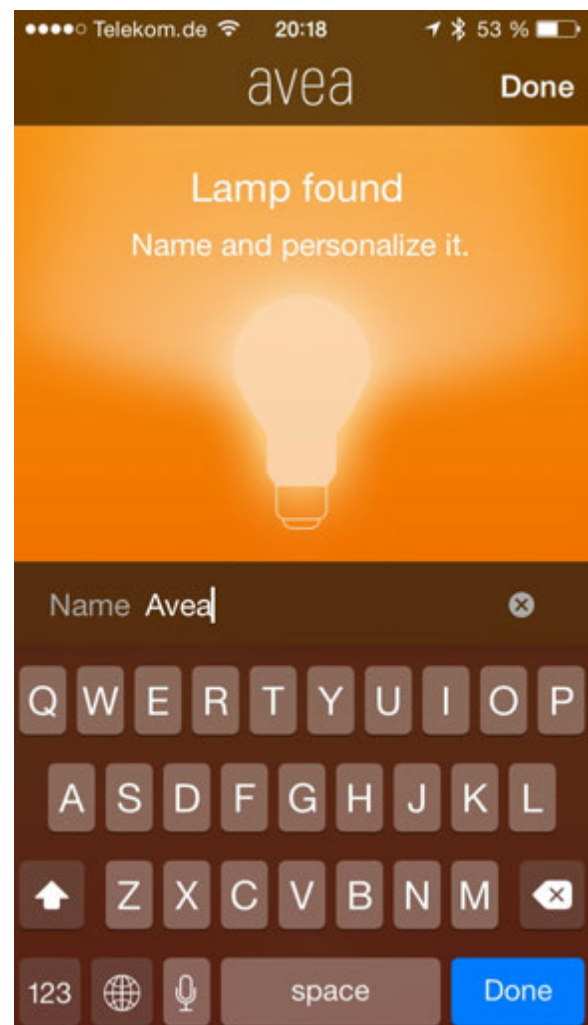 Telekom.de 20:18 53 %
avea Done
Lamp found
Name and personalize it.
Name Avea
Q W E R T Y U I O P
A S D F G H J K L
Z X C V B N M
123 space Done